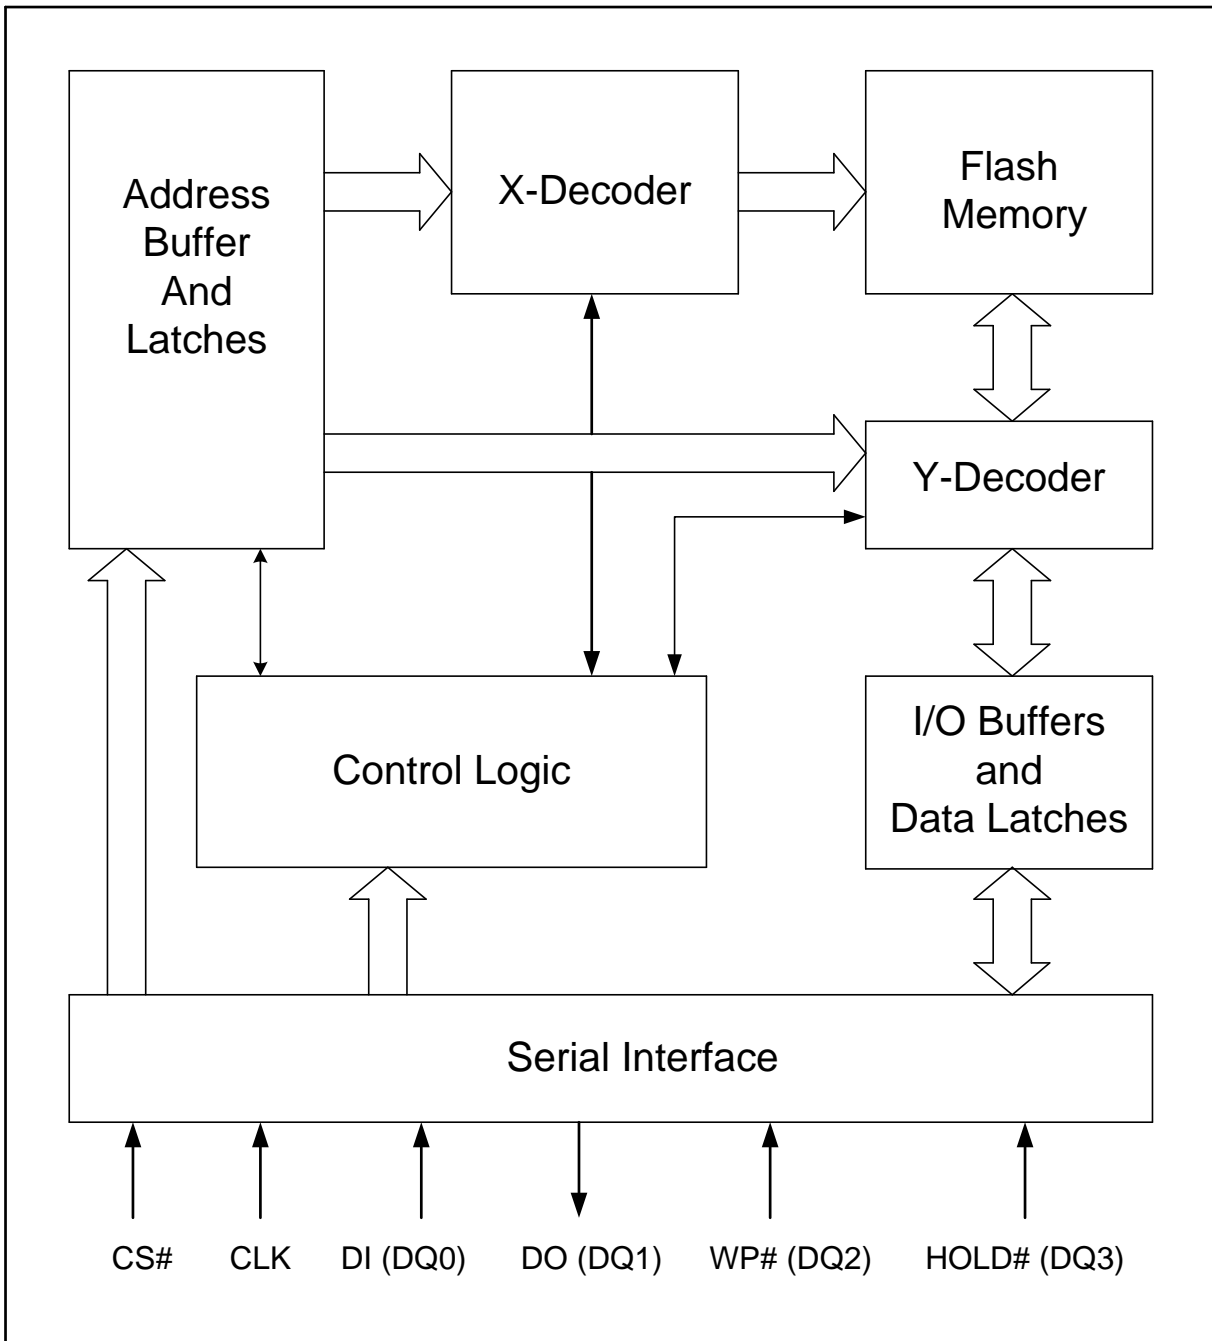 Address
Buffer
And
Latches
X-Decoder
Flash
Memory
Y-Decoder
I/O Buffers
and
Data Latches
Control Logic
Serial Interface
CS#
CLK
DI (DQ0)
DO (DQ1)
WP# (DQ2)
HOLD# (DQ3)